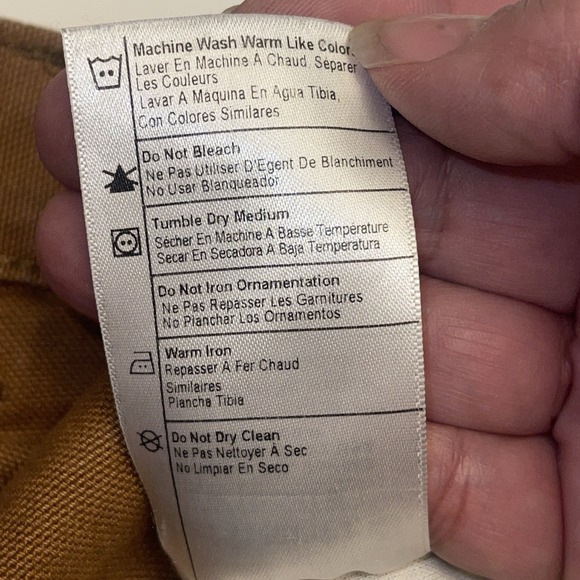 Machine Wash Warm Like Color
Laver En Machine A Chaud, Séparer
Les Couleurs
Lavar A Máquina En Agua Tibia,
Con Colores Similares
Do Not Bleach
Ne Pas Utiliser D'Egent De Blanchiment
No Usar Blanqueador
Tumble Dry Medium
Sécher En Machine A Basse Température
Secar En Secadora A Baja Temperatura
Do Not Iron Ornamentation
Ne Pas Repasser Les Garnitures
No Planchar Los Ornamentos
Warm Iron
Repasser A Fer Chaud
Similaires
Plancha Tibia
Do Not Dry Clean
Ne Pas Nettoyer A Sec
No Limpiar En Seco